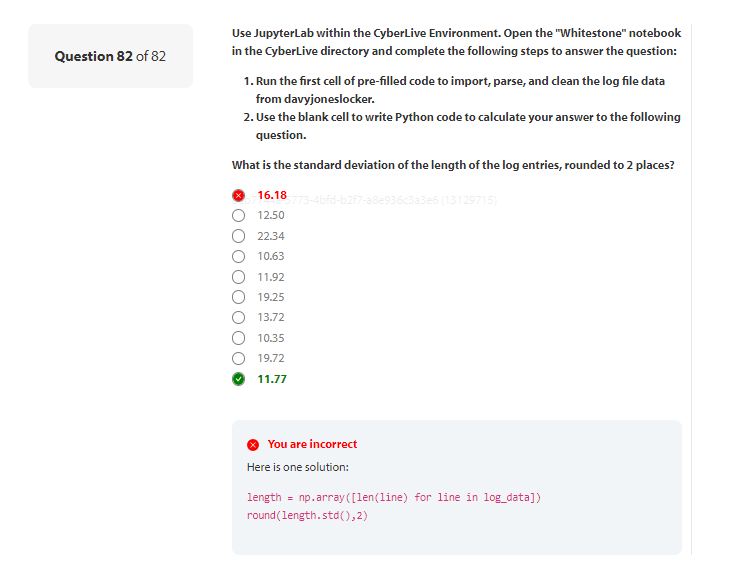 Question 82 of 82
Use JupyterLab within the CyberLive Environment. Open the "Whitestone" notebook
in the CyberLive directory and complete the following steps to answer the question:
1. Run the first cell of pre-filled code to import, parse, and clean the log file data
from davyjoneslocker.
2. Use the blank cell to write Python code to calculate your answer to the following
question.
What is the standard deviation of the length of the log entries, rounded to 2 places?
16.18
12.50
22.34
10.63
11.92
19.25
13.72
10.35
19.72
11.77
You are incorrect
Here is one solution:
length = np.array([len(line) for line in log_data])
round(length.std(),2)